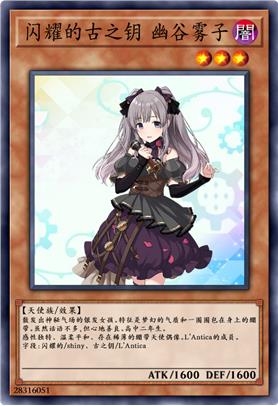 闪耀的古之钥 幽谷雾子
闇
【天使族/效果】
散发出神秘气场的银发女孩,特征是梦幻的气质和一圈圈包在身上的绷
带,虽然话语不多,但心地善良,高中二年生。
感性独特、温柔平和、存在稀薄的绷带天使偶像,L'Antica的成员。
字段:闪耀的/shiny、古之钥/L'Antica
ATK/1600 DEF/1600
28316051